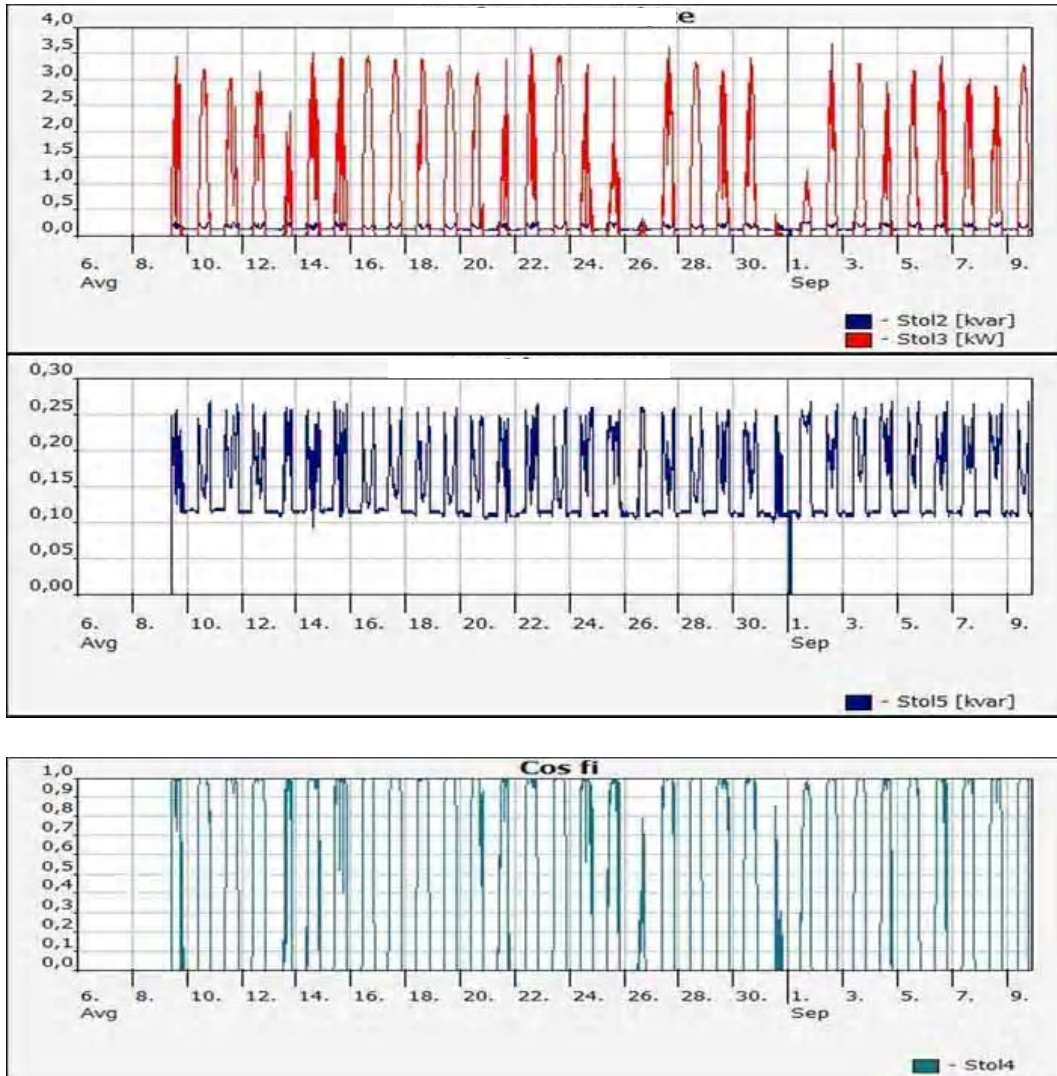 e
4,0
3,5
3,0
2,5
2,0
1,5
1,0
0,5
0,0
6. 8. 10. 12. 14. 16. 18. 20. 22. 24. 26. 28. 30. 1. 3. 5. 7. 9.
Avg Sep
- Stol2 [kvar]
- Stol3 [kW]
0,30
0,25
0,20
0,15
0,10
0,05
0,00
6. 8. 10. 12. 14. 16. 18. 20. 22. 24. 26. 28. 30. 1. 3. 5. 7. 9.
Avg Sep
- Stol5 [kvar]
Cos fi
1,0
0,9
0,8
0,7
0,6
0,5
0,4
0,3
0,2
0,1
0,0
6. 8. 10. 12. 14. 16. 18. 20. 22. 24. 26. 28. 30. 1. 3. 5. 7. 9.
Avg Sep
- Stol4